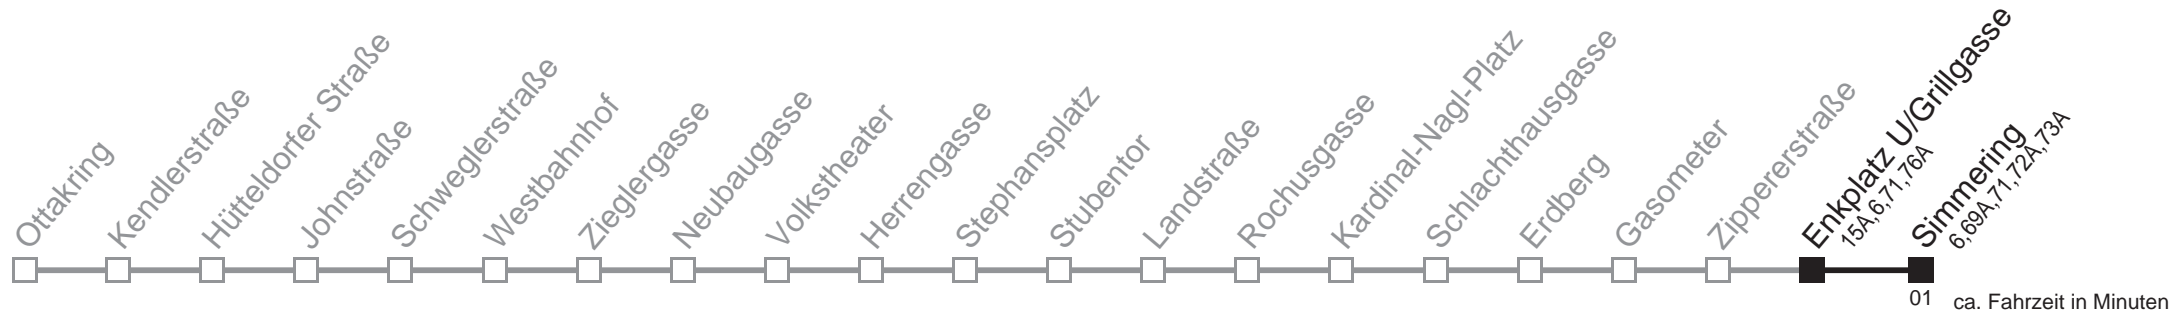 Ottakring
Kendlerstraße
Hütteldorfer Straße
Johnstraße
Schweglerstraße
Westbahnhof
Zieglergasse
Neubaugasse
Volkstheater
Herrengasse
Stephansplatz
Stubentor
Landstraße
Rochusgasse
Kardinal-Nagl-Platz
Schlachthausgasse
Erdberg
Gasometer
Zippererstraße
Enkplatz U/Grillgasse
15A,6,71,76A
Simmering
6,69A,71,72A,73A
01
ca. Fahrzeit in Minuten